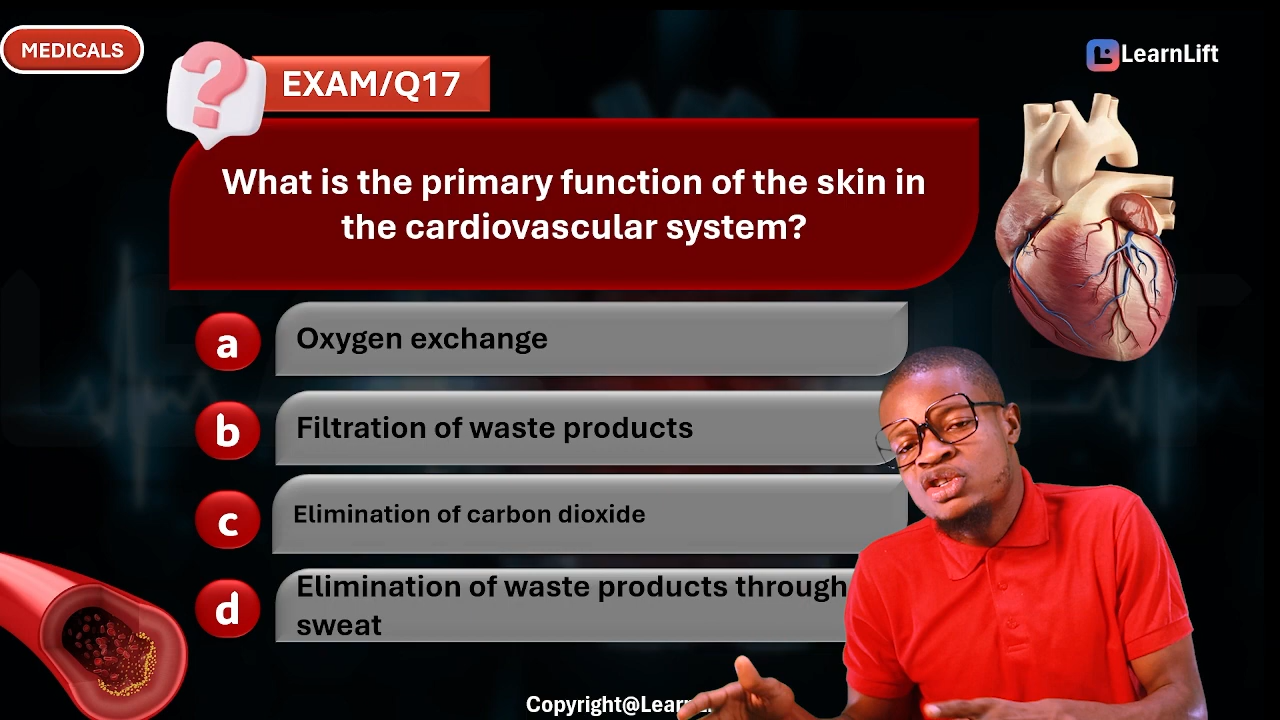 MEDICALS
LearnLift
EXAM/Q17
What is the primary function of the skin in
the cardiovascular system?
a
Oxygen exchange
b
Filtration of waste products
c
Elimination of carbon dioxide
d
Elimination of waste products through
sweat